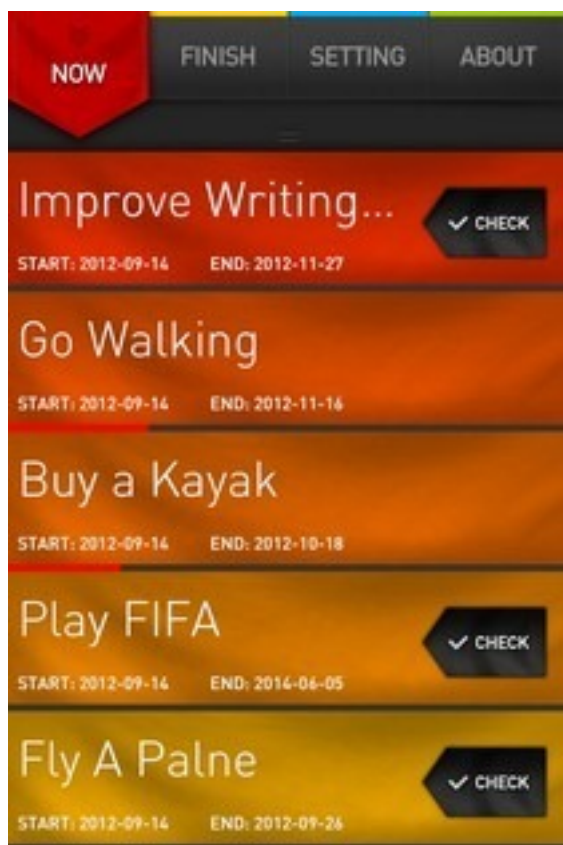 NOW FINISH SETTING ABOUT
Improve Writing...
CHECK
START: 2012-09-14 END: 2012-11-27
Go Walking
START: 2012-09-14 END: 2012-11-16
Buy a Kayak
START: 2012-09-14 END: 2012-10-18
Play FIFA
CHECK
START: 2012-09-14 END: 2014-06-05
Fly A Palne
CHECK
START: 2012-09-14 END: 2012-09-26